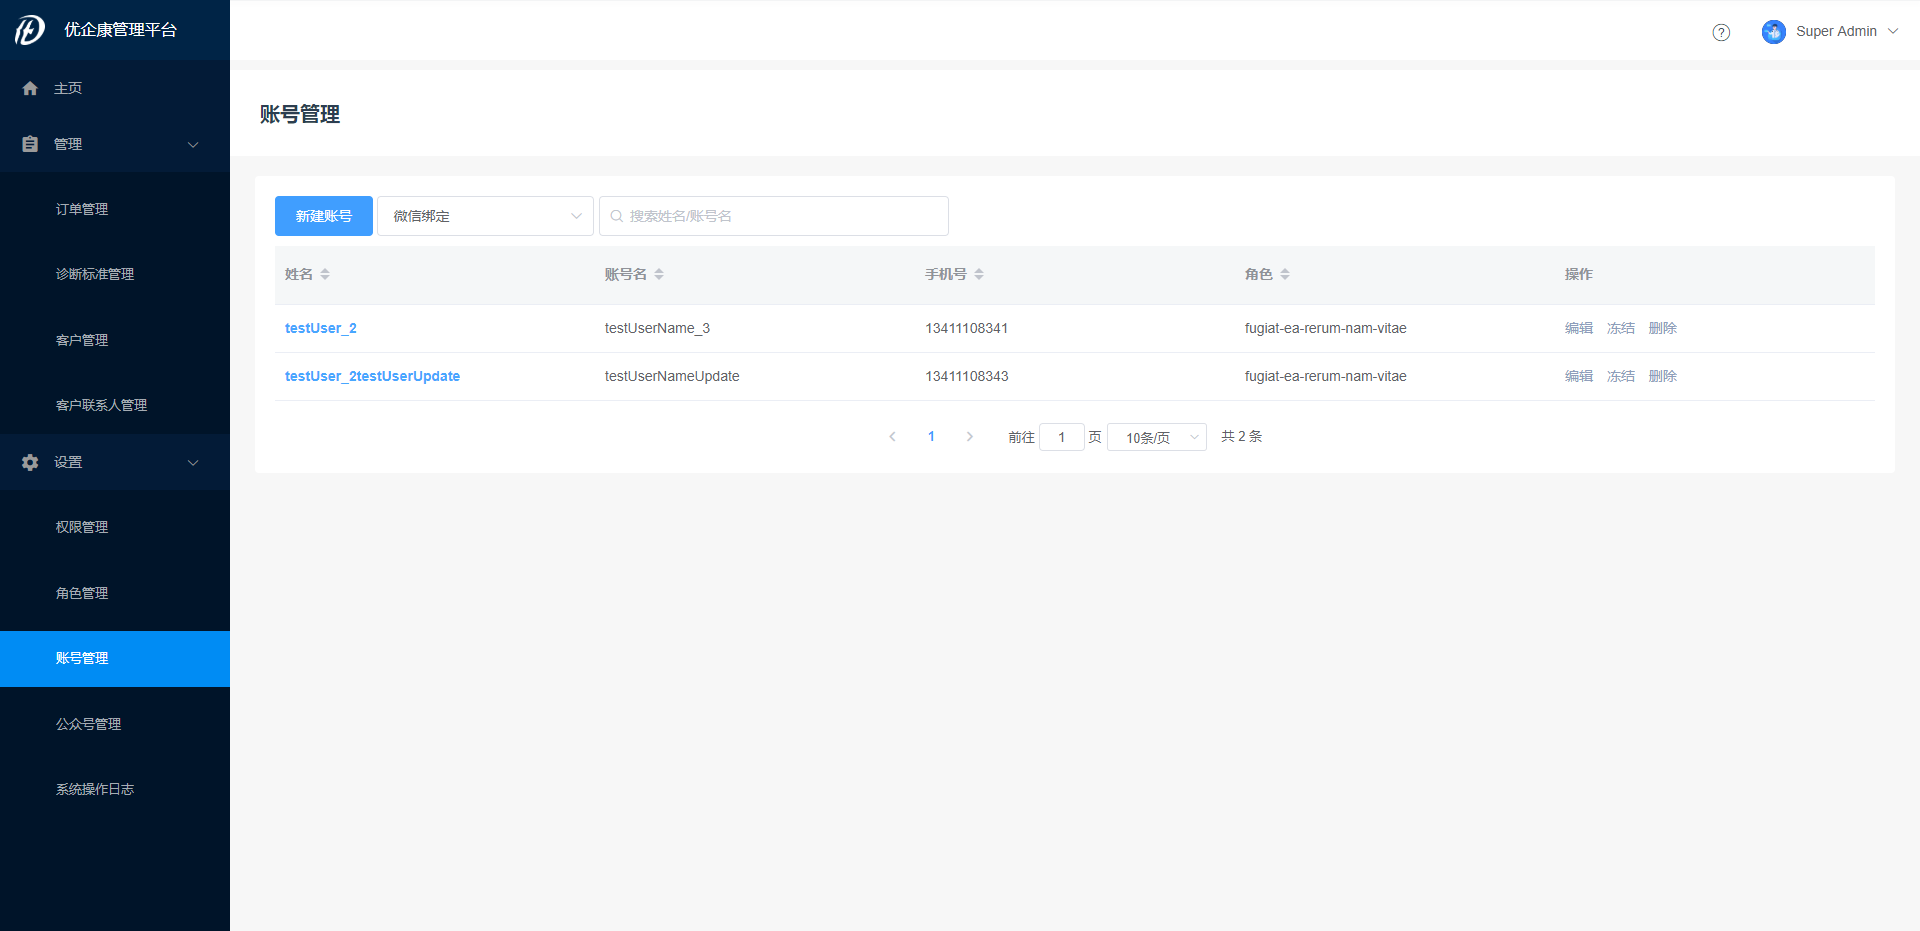 优企康管理平台
Super Admin
主页
管理
订单管理
诊断标准管理
客户管理
客户联系人管理
设置
权限管理
角色管理
账号管理
公众号管理
系统操作日志
账号管理
新建账号 微信绑定 搜索姓名/账号名
姓名 账号名 手机号 角色 操作
testUser_2 testUserName_3 13411108341 fugiat-ea-rerum-nam-vitae 编辑 冻结 删除
testUser_2testUserUpdate testUserNameUpdate 13411108343 fugiat-ea-rerum-nam-vitae 编辑 冻结 删除
1 前往 1 页 10条/页 共 2 条